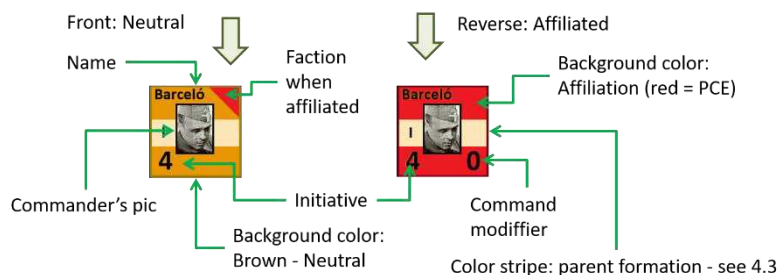 Front: Neutral
Reverse: Affiliated
Name
Faction
when
affiliated
Background color:
Affiliation (red = PCE)
Barceló
4
Barceló
I
4 0
Commander's pic
Initiative
Command
modiffier
Background color:
Brown - Neutral
Color stripe: parent formation - see 4.3